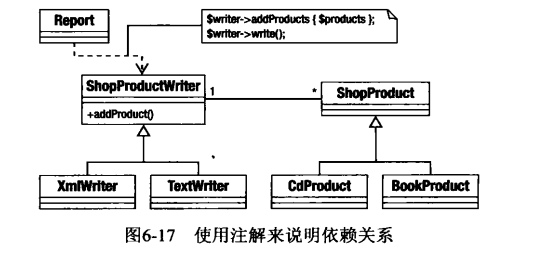 Report
$writer->addProducts { $products };
$writer->write();
ShopProductWriter
+addProduct()
1
*
ShopProduct
XmlWriter
TextWriter
CdProduct
BookProduct
图6-17 使用注解来说明依赖关系